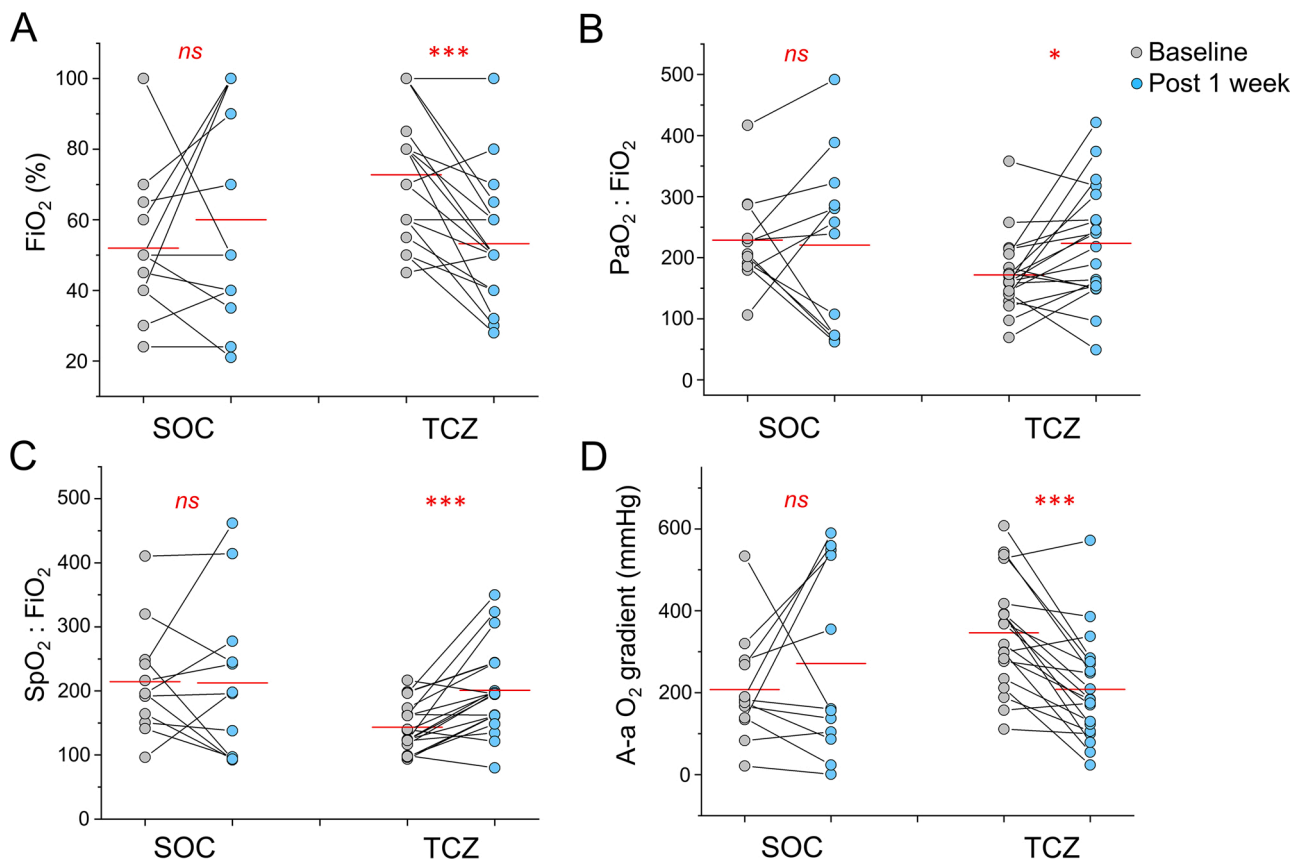 A
ns
***
FiO2 (%)
100
80
60
40
20
SOC
TCZ
B
ns
*
Baseline
Post 1 week
PaO2 : FiO2
500
400
300
200
100
0
SOC
TCZ
C
ns
***
SpO2 : FiO2
500
400
300
200
100
0
SOC
TCZ
D
ns
***
A-a O2 gradient (mmHg)
600
400
200
0
SOC
TCZ